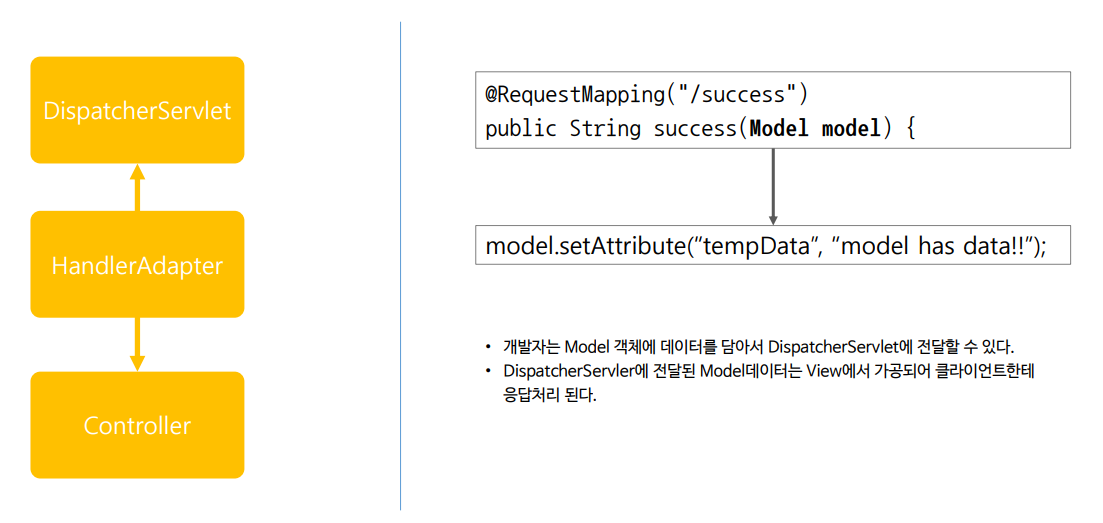 DispatcherServlet
HandlerAdapter
Controller
@RequestMapping("/success")
public String success(Model model) {
model.setAttribute("tempData”, "model has data!!”);
• 개발자는 Model 객체에 데이터를 담아서 DispatcherServlet에 전달할 수 있다.
• DispatcherServler에 전달된 Model데이터는 View에서 가공되어 클라이언트한테
응답처리 된다.